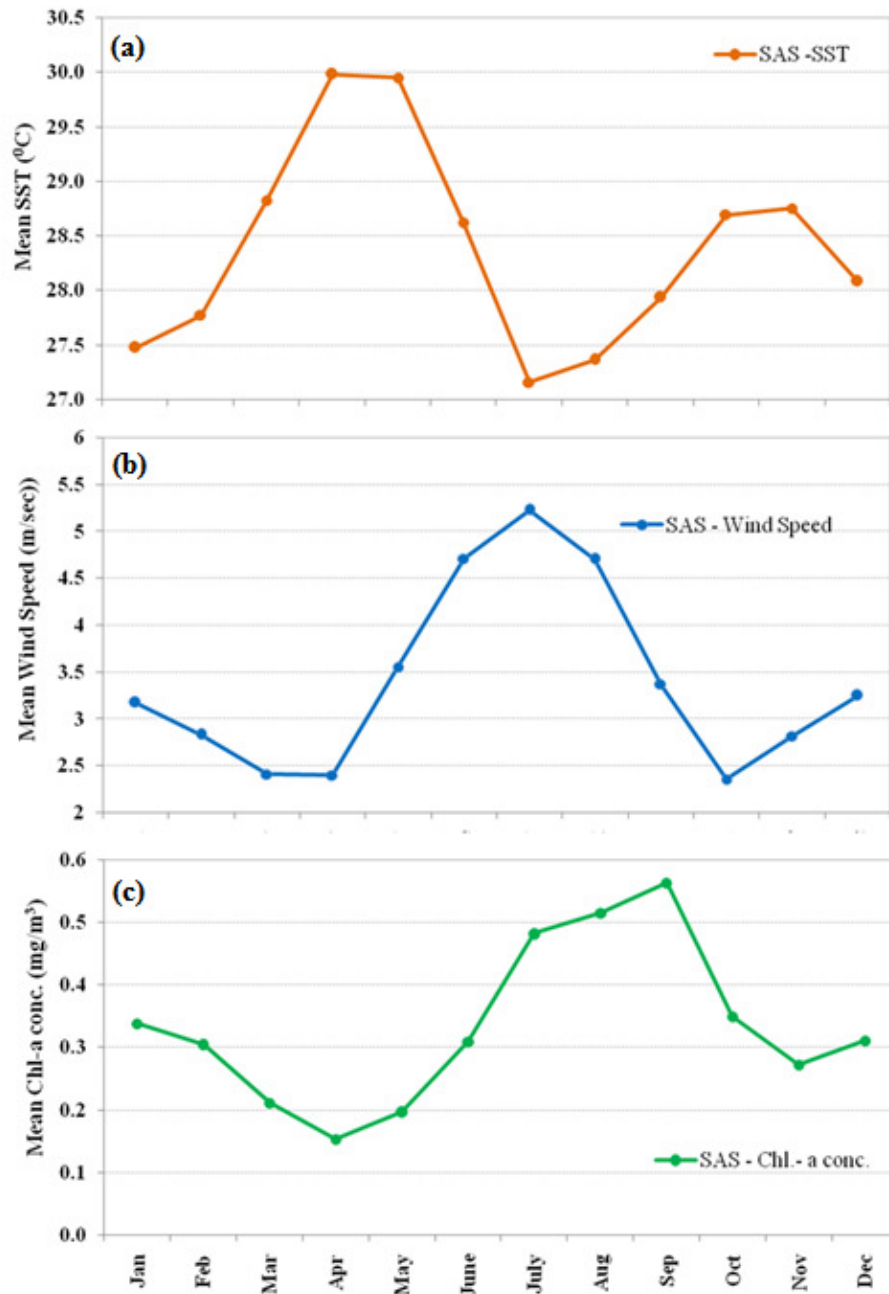 (a)
SAS -SST
Mean SST (⁰C)
30.5
30.0
29.5
29.0
28.5
28.0
27.5
27.0
(b)
SAS - Wind Speed
Mean Wind Speed (m/sec))
6
5.5
5
4.5
4
3.5
3
2.5
2
(c)
SAS - Chl.- a conc.
Mean Chl-a conc. (mg/m³)
0.6
0.5
0.4
0.3
0.2
0.1
0.0
Jan
Feb
Mar
Apr
May
June
July
Aug
Sep
Oct
Nov
Dec